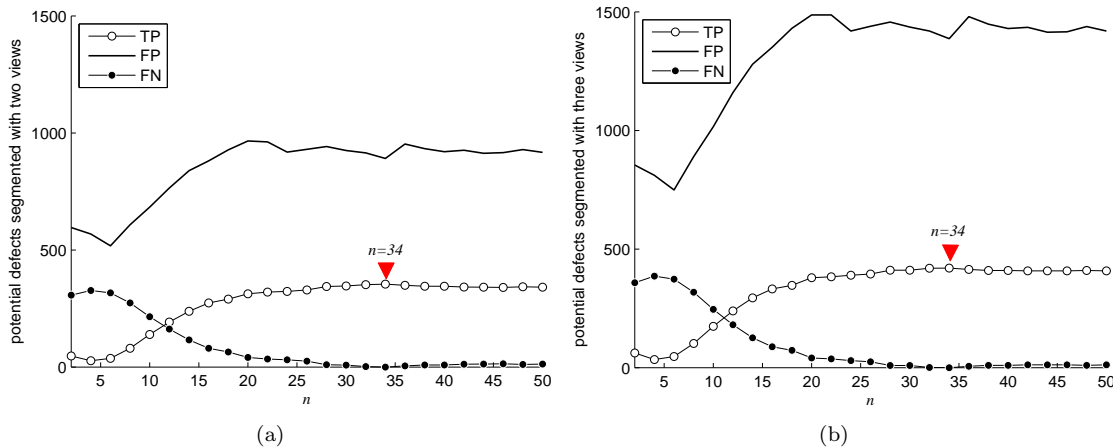 potential defects segmented with two views
1500
1000
500
0
TP
FP
FN
n=34
5 10 15 20 25 30 35 40 45 50
n
(a)
potential defects segmented with three views
1500
1000
500
0
TP
FP
FN
n=34
5 10 15 20 25 30 35 40 45 50
n
(b)